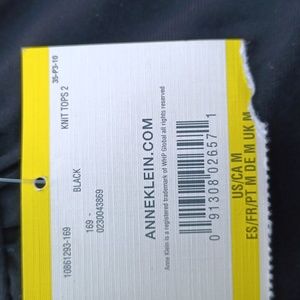 35-P3-10
KNIT TOPS 2
BLACK
10861293-169
169 -
0230043869
ANNEKLEIN.COM
Anne Klein is a registered trademark of WHP Global all rights reserved
0 91308 02657 1
US/CA M
ES/FR/PT M DE M UK M